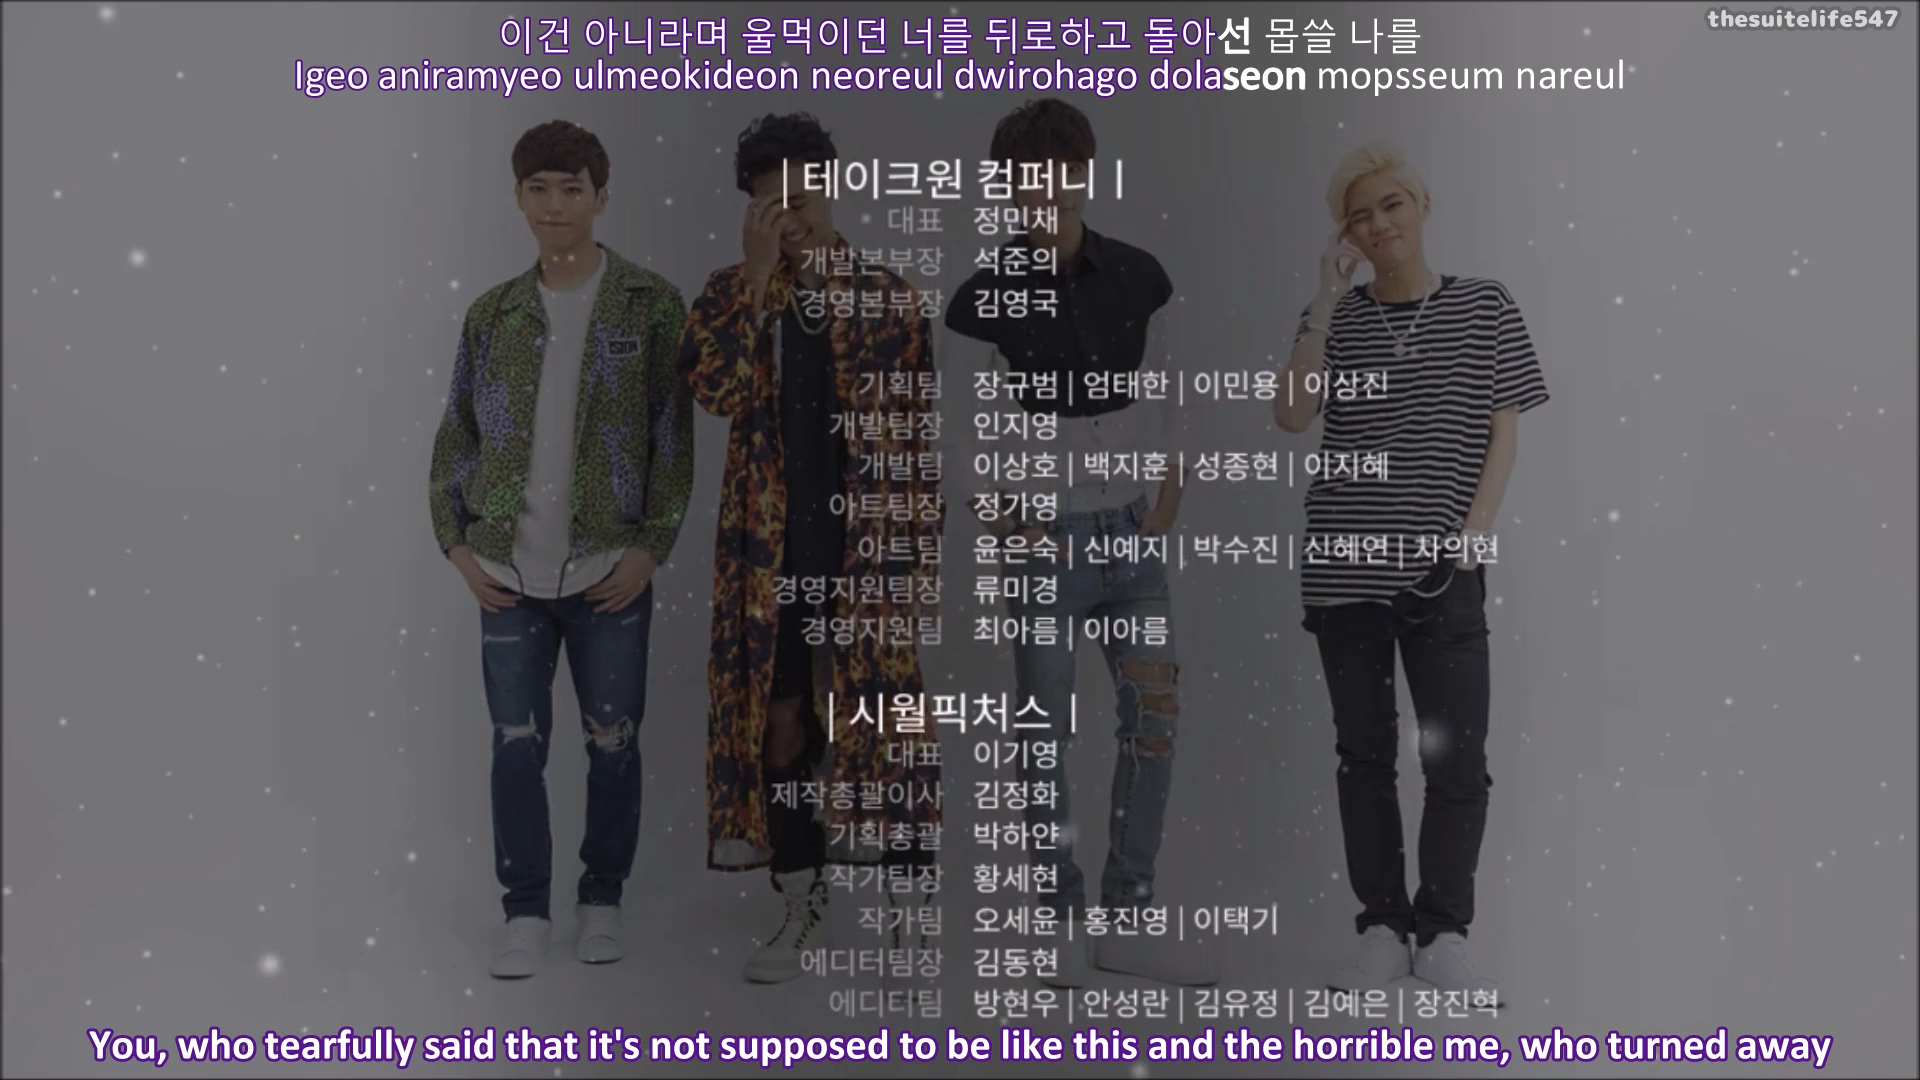 thesuitelife547
이건 아니라며 울먹이던 너를 뒤로하고 돌아선 몹쓸 나를
Igeo aniramyeo ulmeokideon neoreul dwirohago dolaseon mopsseum nareul
| 테이크원 컴퍼니 |
대표 정민채
개발본부장 석준의
경영본부장 김영국
기획팀 장규범 | 엄태한 | 이민용 | 이상진
개발팀장 인지영
개발팀 이상호 | 백지훈 | 성종현 | 이지혜
아트팀장 정가영
아트팀 윤은숙 | 신예지 | 박수진 | 신혜연 | 차의현
경영지원팀장 류미경
경영지원팀 최아름 | 이아름
| 시월픽처스 |
대표 이기영
제작총괄이사 김정화
기획총괄 박하얀
작가팀장 황세현
작가팀 오세윤 | 홍진영 | 이택기
에디터팀장 김동현
에디터팀 방현우 | 안성란 | 김유정 | 김예은 | 장진혁
You, who tearfully said that it's not supposed to be like this and the horrible me, who turned away